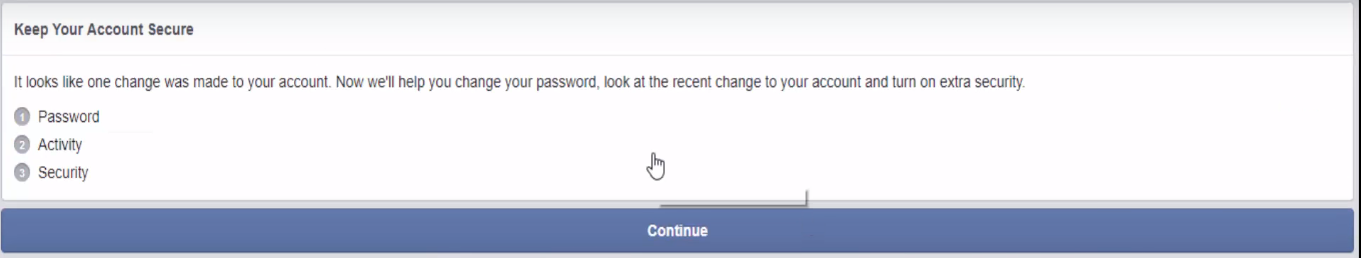 Keep Your Account Secure
It looks like one change was made to your account. Now we'll help you change your password, look at the recent change to your account and turn on extra security.
1 Password
2 Activity
3 Security
Continue